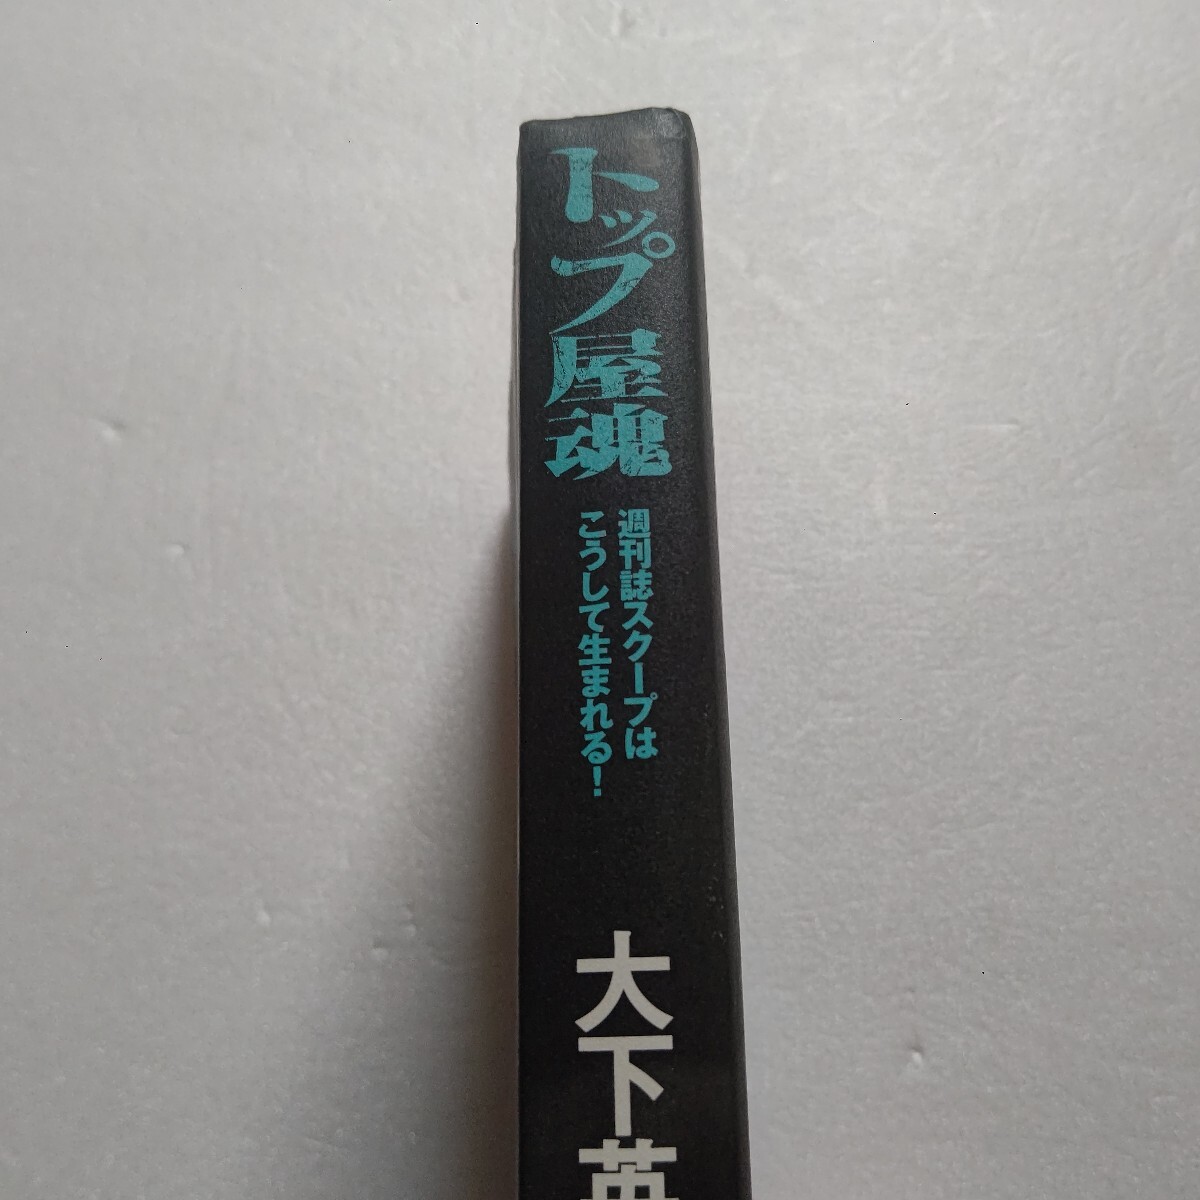 トップ屋魂
週刊誌スクープは
こうして生まれる！
大下英